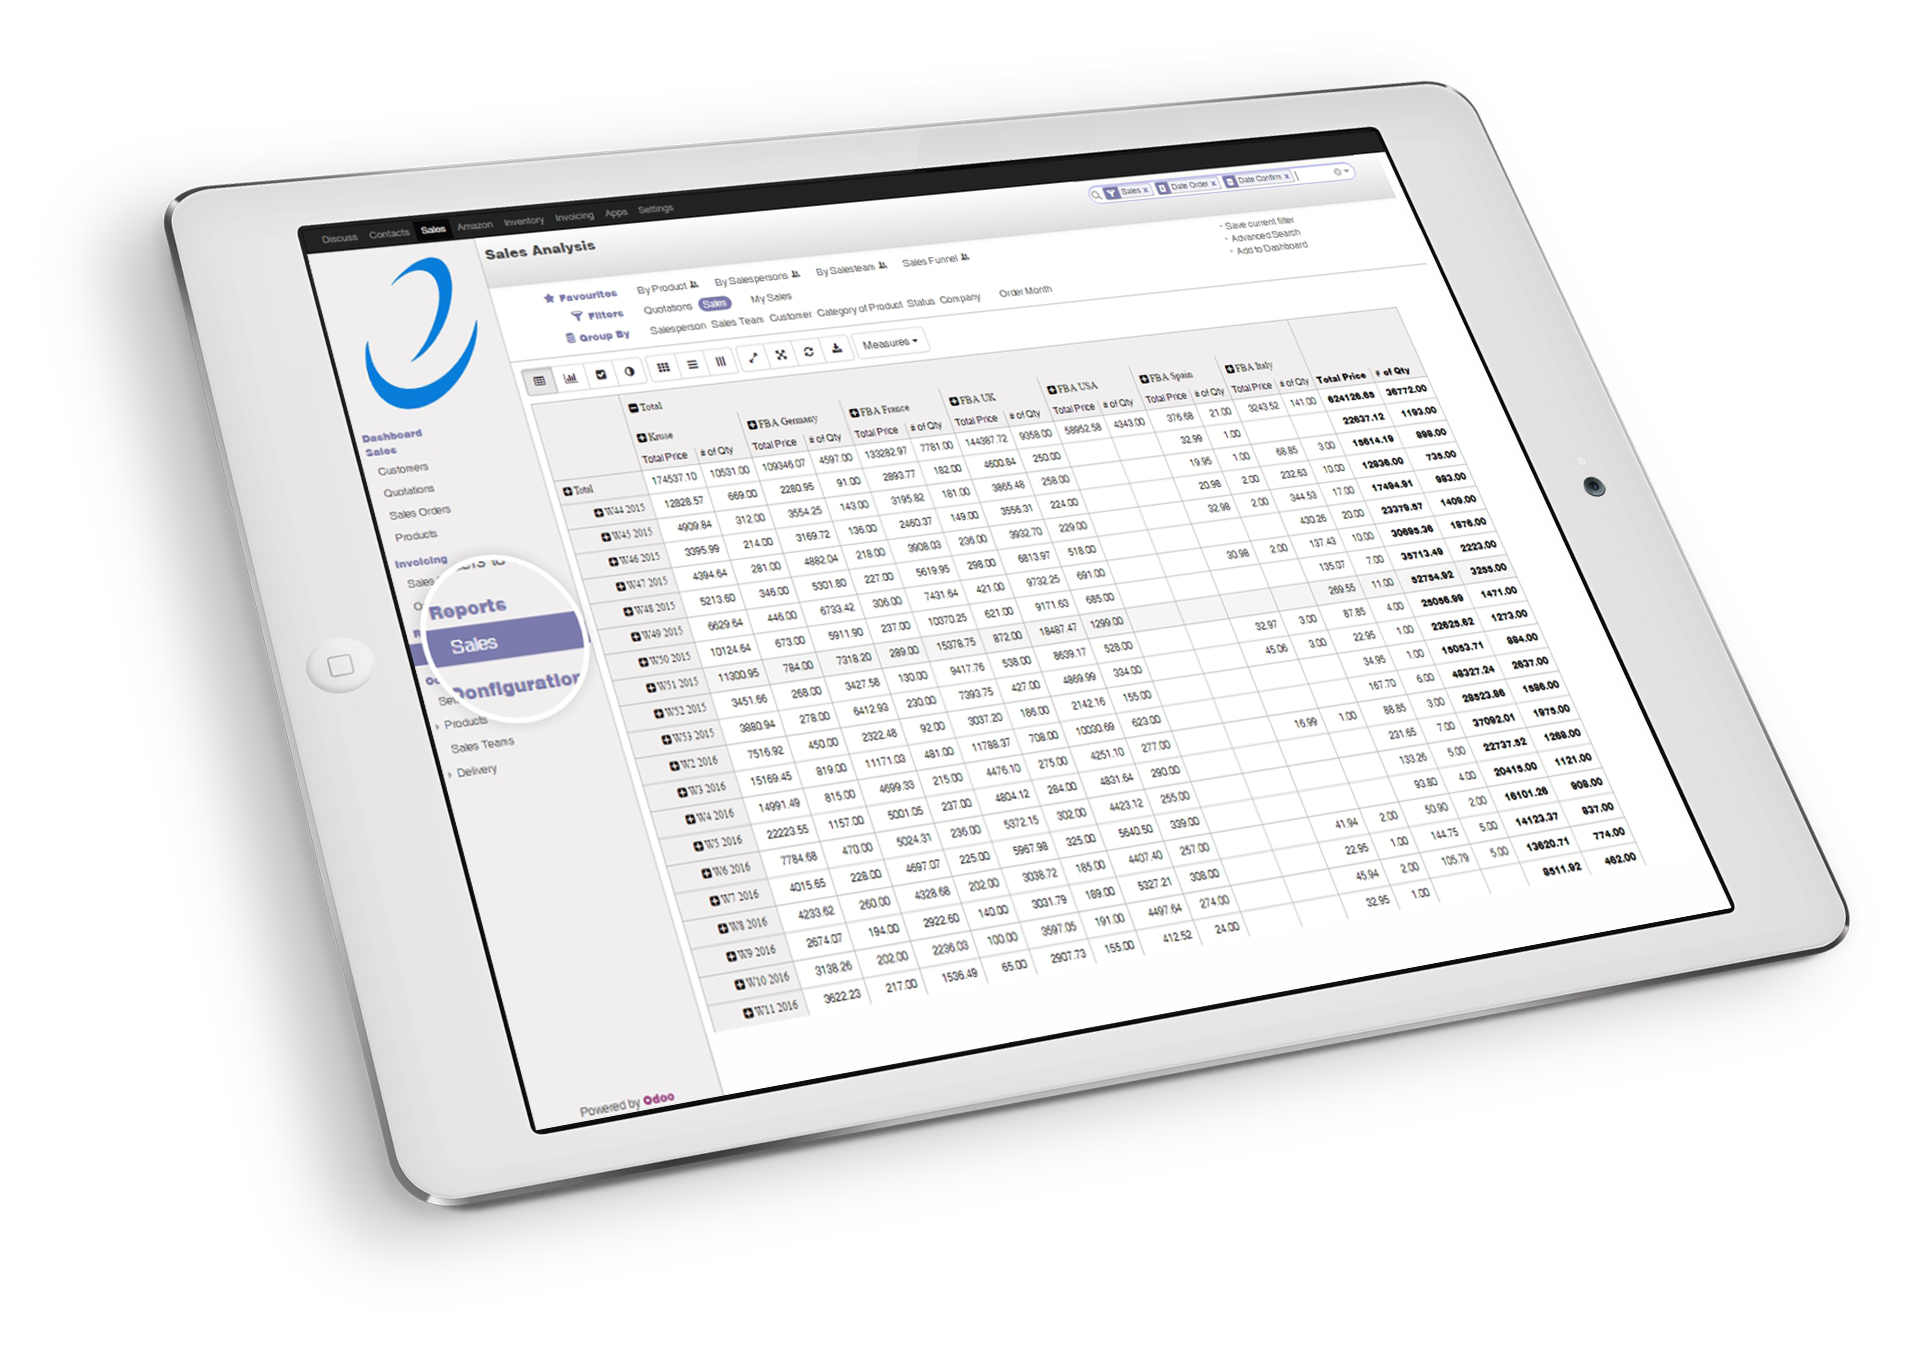 Discuss Contacts Sales Amazon Inventory Invoicing Apps Settings
Sales x Date Order x Date Confirm x
Sales Analysis
Save current filter
Advanced Search
Add to Dashboard
Favourites By Product By Salespersons By Salesteam Sales Funnel
Filters Quotations Sales My Sales
Group By Salesperson Sales Team Customer Category of Product Status Company Order Month
Measures
Dashboard
Sales
Customers
Quotations
Sales Orders
Products
Invoicing
Sales
Reports
Sales
Configuration
Products
Sales Teams
Delivery
Powered by Odoo
Total
Kruse FBA Germany FBA France FBA UK FBA USA FBA Spain FBA Italy
Total Price # of Qty Total Price # of Qty Total Price # of Qty Total Price # of Qty Total Price # of Qty Total Price # of Qty Total Price # of Qty Total Price # of Qty
Total 174537.10 10531.00 109346.07 4597.00 133282.97 7781.00 144387.72 9358.00 58952.58 4343.00 376.68 21.00 3243.52 141.00 624126.65 36772.00
W44 2015 12828.57 669.00 2280.95 91.00 2893.77 182.00 4600.84 250.00 32.99 1.00 22637.12 1193.00
W45 2015 4909.84 312.00 3554.25 143.00 3195.82 181.00 3865.48 258.00 19.95 1.00 68.85 3.00 15614.19 898.00
W46 2015 3395.99 214.00 3169.72 136.00 2460.37 149.00 3556.31 224.00 20.98 2.00 232.63 10.00 12836.00 735.00
W47 2015 4394.64 281.00 4882.04 218.00 3908.03 236.00 3932.70 229.00 32.98 2.00 344.53 17.00 17494.91 983.00
W48 2015 5213.60 346.00 5301.80 227.00 5619.95 298.00 6813.97 518.00 430.26 20.00 23379.57 1409.00
W49 2015 6629.64 446.00 6733.42 306.00 7431.64 421.00 9732.25 691.00 30.98 2.00 137.43 10.00 30695.36 1876.00
W50 2015 10124.64 673.00 5911.90 237.00 10370.25 621.00 9171.63 685.00 135.07 7.00 35713.49 2223.00
W51 2015 11300.95 784.00 7318.20 289.00 15378.75 872.00 18487.47 1299.00 269.55 11.00 52754.92 3255.00
W52 2015 3451.66 268.00 3427.58 130.00 9417.76 538.00 8639.17 528.00 32.97 3.00 87.85 4.00 25056.99 1471.00
W53 2015 3880.94 278.00 6412.93 230.00 7393.75 427.00 4869.99 334.00 45.06 3.00 22.95 1.00 22625.62 1273.00
W2 2016 7516.92 450.00 2322.48 92.00 3037.20 186.00 2142.16 155.00 34.95 1.00 15053.71 884.00
W3 2016 15169.45 819.00 11171.03 481.00 11788.37 708.00 10030.69 623.00 167.70 6.00 48327.24 2637.00
W4 2016 14991.49 815.00 4699.33 215.00 4476.10 275.00 4251.10 277.00 16.99 1.00 88.85 3.00 28523.86 1586.00
W5 2016 22223.55 1157.00 5001.05 237.00 4804.12 284.00 4831.64 290.00 231.65 7.00 37092.01 1975.00
W6 2016 7784.68 470.00 5024.31 236.00 5372.15 302.00 4423.12 255.00 133.26 5.00 22737.52 1268.00
W7 2016 4015.65 228.00 4697.07 225.00 5967.98 325.00 5640.50 339.00 93.80 4.00 20415.00 1121.00
W8 2016 4233.62 260.00 4328.68 202.00 3038.72 185.00 4407.40 257.00 41.94 2.00 50.90 2.00 16101.26 908.00
W9 2016 2674.07 194.00 2922.60 140.00 3031.79 189.00 5327.21 308.00 22.95 1.00 144.75 5.00 14123.37 837.00
W10 2016 3138.26 202.00 2236.03 100.00 3597.05 191.00 4497.64 274.00 45.94 2.00 105.79 5.00 13620.71 774.00
W11 2016 3622.23 217.00 1536.49 65.00 2907.73 155.00 412.52 24.00 32.95 1.00 8511.92 462.00